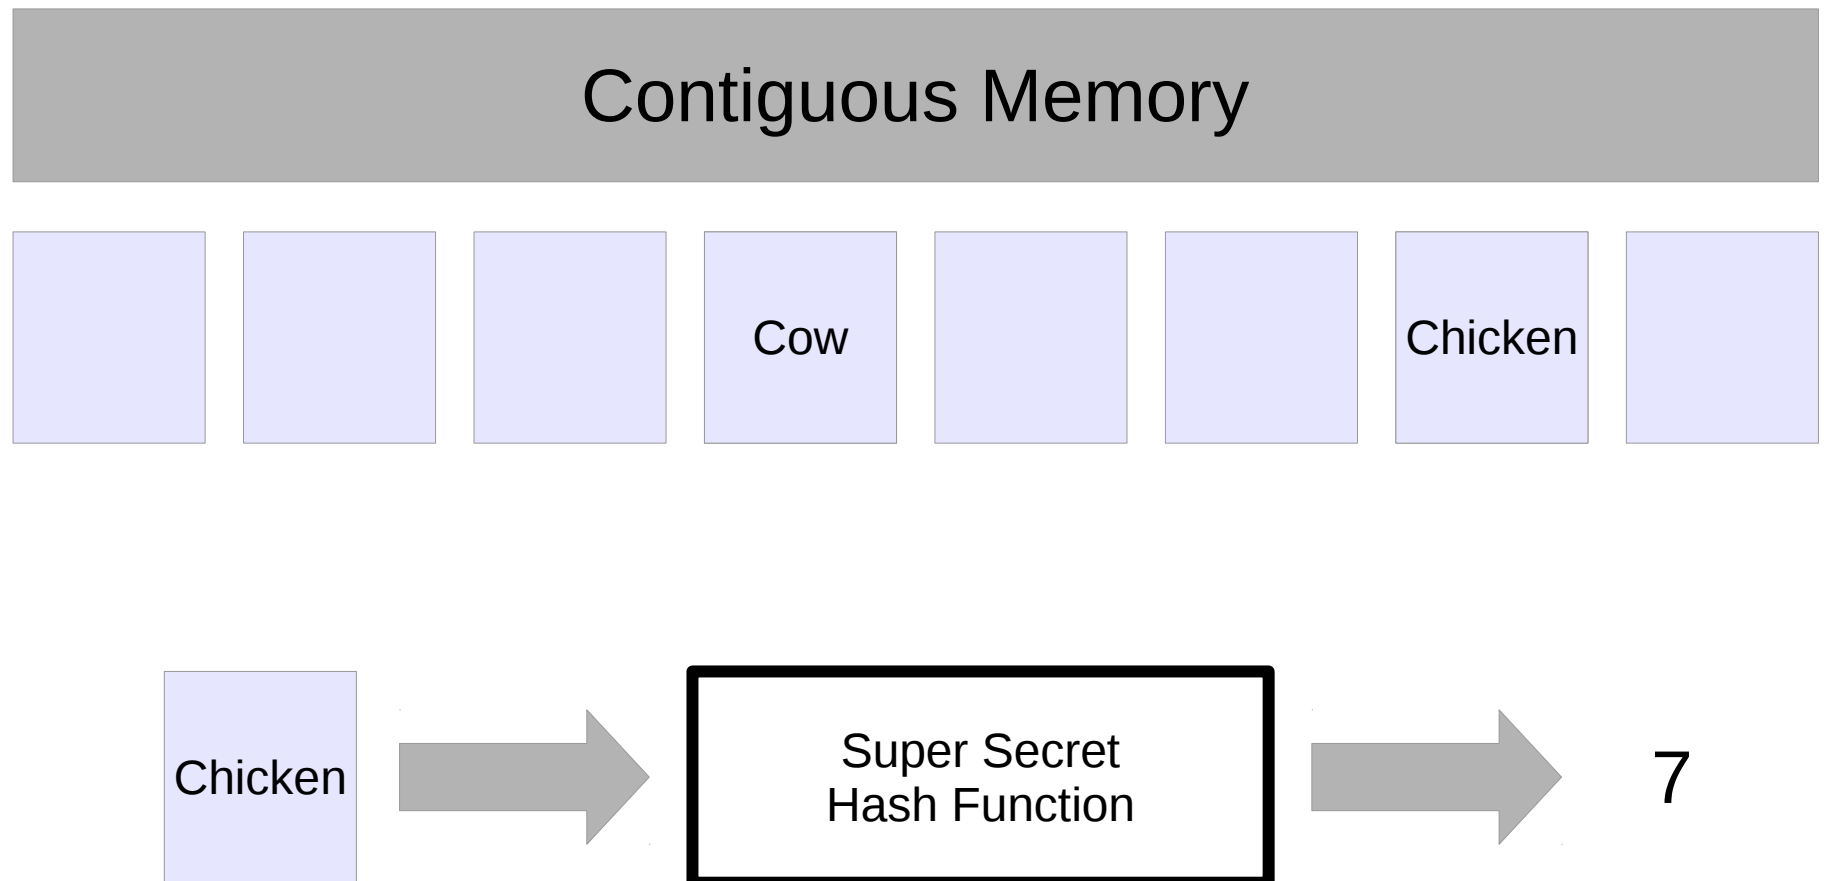 Contiguous Memory
Cow
Chicken
Chicken
Super Secret
Hash Function
7